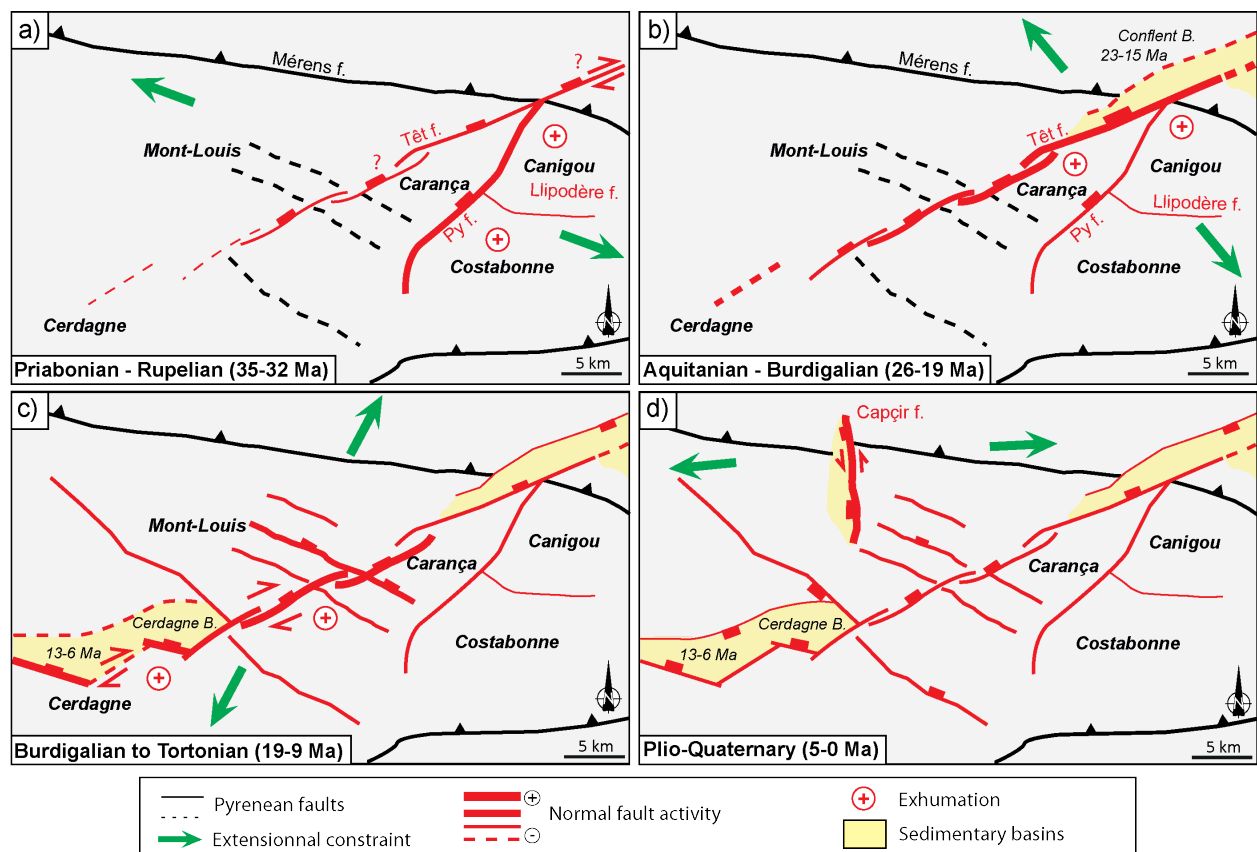 a)
Mérens f.
?
Têt f.
Mont-Louis
?
Carança
Canigou
Llipodère f.
Py f.
Costabonne
Cerdagne
Priabonian - Rupelian (35-32 Ma)
5 km
b)
Conflent B.
23-15 Ma
Mérens f.
Têt f.
Mont-Louis
Canigou
Carança
Llipodère f.
Py f.
Costabonne
Cerdagne
Aquitanian - Burdigalian (26-19 Ma)
5 km
c)
Mont-Louis
Canigou
Carança
Cerdagne B.
13-6 Ma
Costabonne
Cerdagne
Burdigalian to Tortonian (19-9 Ma)
5 km
d)
Capçir f.
Canigou
Carança
Cerdagne B.
Costabonne
13-6 Ma
Plio-Quaternary (5-0 Ma)
5 km
Pyrenean faults
Extensionnal constraint
Normal fault activity
Exhumation
Sedimentary basins